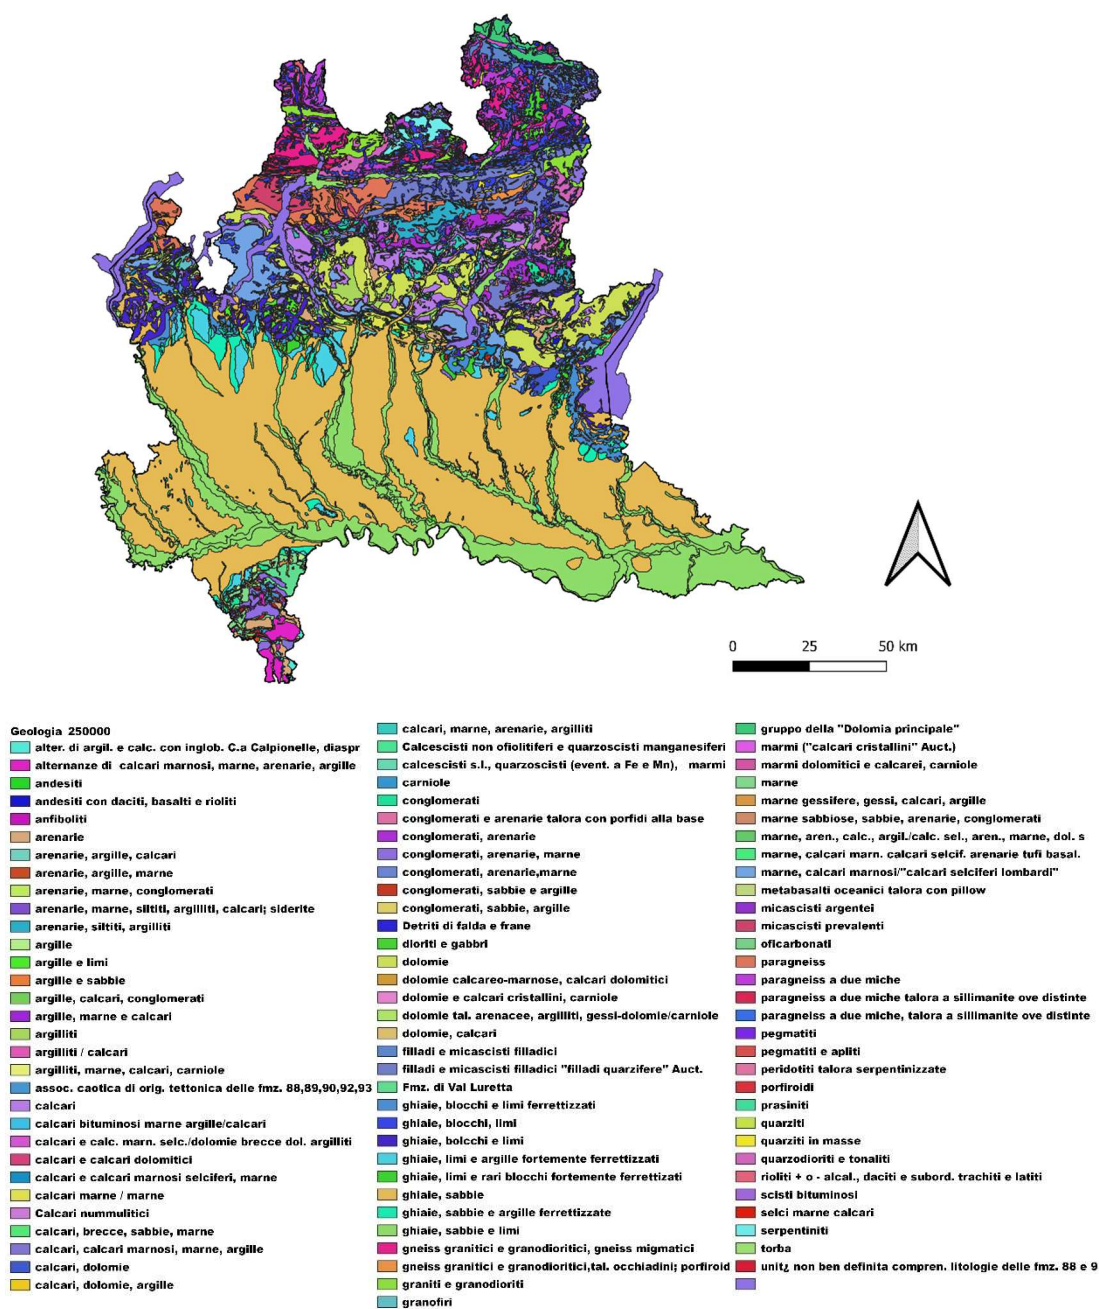 0 25 50 km
Geologia 250000
alter. di argil. e calc. con inglob. C.a Calpionelle, diaspr
alternanze di calcari marnosi, marne, arenarie, argille
andesiti
andesiti con daciti, basalti e rioliti
anfiboliti
arenarie
arenarie, argille, calcari
arenarie, argille, marne
arenarie, marne, conglomerati
arenarie, marne, siltiti, argilliti, calcari; siderite
arenarie, siltiti, argilliti
argille
argille e limi
argille e sabbie
argille, calcari, conglomerati
argille, marne e calcari
argilliti
argilliti / calcari
argilliti, marne, calcari, carniole
assoc. caotica di orig. tettonica delle fmz. 88,89,90,92,93
calcari
calcari bituminosi marne argille/calcari
calcari e calc. marn. selc./dolomie brecce dol. argilliti
calcari e calcari dolomitici
calcari e calcari marnosi selciferi, marne
calcari marne / marne
Calcari nummulitici
calcari, brecce, sabbie, marne
calcari, calcari marnosi, marne, argille
calcari, dolomie
calcari, dolomie, argille
calcari, marne, arenarie, argilliti
Calcescisti non ofiolitiferi e quarzoscisti manganesiferi
calcescisti s.l., quarzoscisti (event. a Fe e Mn), marmi
carniole
conglomerati
conglomerati e arenarie talora con porfidi alla base
conglomerati, arenarie
conglomerati, arenarie, marne
conglomerati, arenarie,marne
conglomerati, sabbie e argille
conglomerati, sabbie, argille
Detriti di falda e frane
dioriti e gabbri
dolomie
dolomie calcareo-marnose, calcari dolomitici
dolomie e calcari cristallini, carniole
dolomie tal. arenacee, argilliti, gessi-dolomie/carniole
dolomie, calcari
filladi e micascisti filladici
filladi e micascisti filladici "filladi quarzifere" Auct.
Fmz. di Val Luretta
ghiaie, blocchi e limi ferrettizzati
ghiaie, blocchi, limi
ghiaie, bolcchi e limi
ghiaie, limi e argille fortemente ferrettizzati
ghiaie, limi e rari blocchi fortemente ferrettizati
ghiaie, sabbie
ghiaie, sabbie e argille ferrettizzate
ghiaie, sabbie e limi
gneiss granitici e granodioritici, gneiss migmatici
gneiss granitici e granodioritici,tal. occhiadini; porfiroid
graniti e granodioriti
granofiri
gruppo della "Dolomia principale"
marmi ("calcari cristallini" Auct.)
marmi dolomitici e calcarei, carniole
marne
marne gessifere, gessi, calcari, argille
marne sabbiose, sabbie, arenarie, conglomerati
marne, aren., calc., argil./calc. sel., aren., marne, dol. s
marne, calcari marn. calcari selcif. arenarie tufi basal.
marne, calcari marnosi/"calcari selciferi lombardi"
metabasalti oceanici talora con pillow
micascisti argentei
micascisti prevalenti
oficarbonati
paragneiss
paragneiss a due miche
paragneiss a due miche talora a sillimanite ove distinte
paragneiss a due miche, talora a sillimanite ove distinte
pegmatiti
pegmatiti e apliti
peridotiti talora serpentinizzate
porfiroidi
prasiniti
quarziti
quarziti in masse
quarzodioriti e tonaliti
rioliti + o - alcal., daciti e subord. trachiti e latiti
scisti bituminosi
selci marne calcari
serpentiniti
torba
unit¿ non ben definita compren. litologie delle fmz. 88 e 9